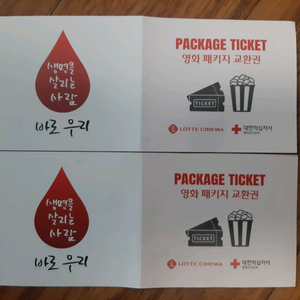 생명을
살리는
사람
바로 우리
PACKAGE TICKET
영화 패키지 교환권
TICKET
LOTTE CINEMA
대한적십자사
생명을
살리는
사람
바로 우리
PACKAGE TICKET
영화 패키지 교환권
TICKET
LOTTE CINEMA
대한적십자사